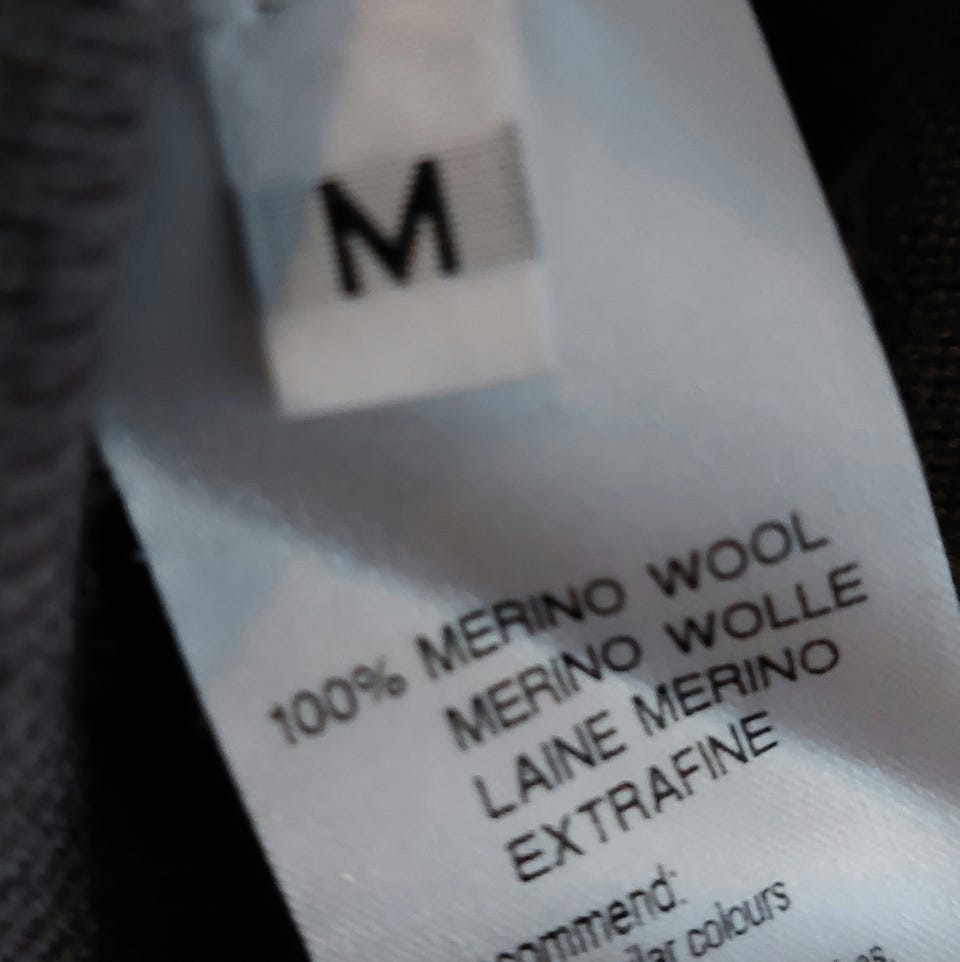 M
100% MERINO WOOL
MERINO WOLLE
LAINE MERINO
EXTRAFINE
colours